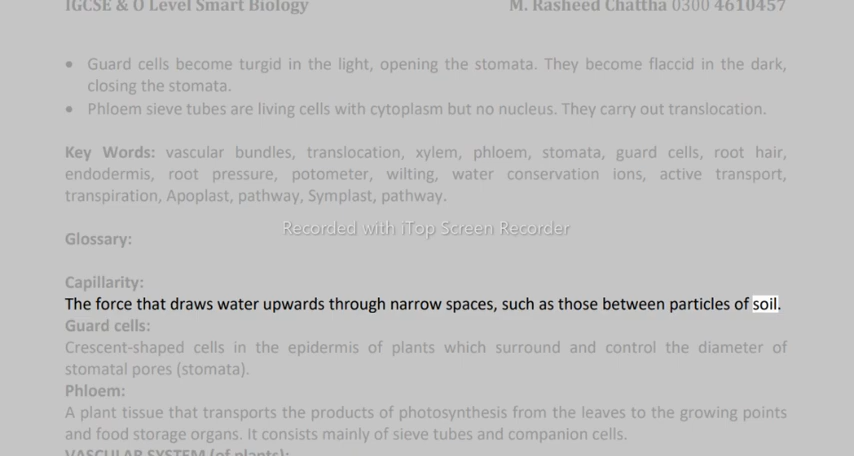 IGCSE & O Level Smart Biology M. Rasheed Chattha 0300 4610457
• Guard cells become turgid in the light, opening the stomata. They become flaccid in the dark,
closing the stomata.
• Phloem sieve tubes are living cells with cytoplasm but no nucleus. They carry out translocation.
Key Words: vascular bundles, translocation, xylem, phloem, stomata, guard cells, root hair,
endodermis, root pressure, potometer, wilting, water conservation ions, active transport,
transpiration, Apoplast, pathway, Symplast, pathway.
Recorded with iTop Screen Recorder
Glossary:
Capillarity:
The force that draws water upwards through narrow spaces, such as those between particles of soil.
Guard cells:
Crescent-shaped cells in the epidermis of plants which surround and control the diameter of
stomatal pores (stomata).
Phloem:
A plant tissue that transports the products of photosynthesis from the leaves to the growing points
and food storage organs. It consists mainly of sieve tubes and companion cells.
VASCULAR SYSTEM (of plants):